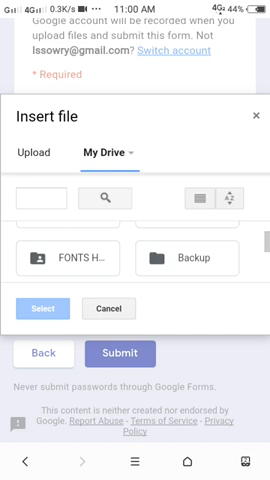 4G 4G 0.3K/s 11:00 AM 4G 44%
Google account will be recorded when you
upload files and submit this form. Not
lssowry@gmail.com? Switch account
* Required
Insert file ×
Upload My Drive
FONTS H... Backup
Select Cancel
Back Submit
Never submit passwords through Google Forms.
This content is neither created nor endorsed by
Google. Report Abuse - Terms of Service - Privacy
Policy